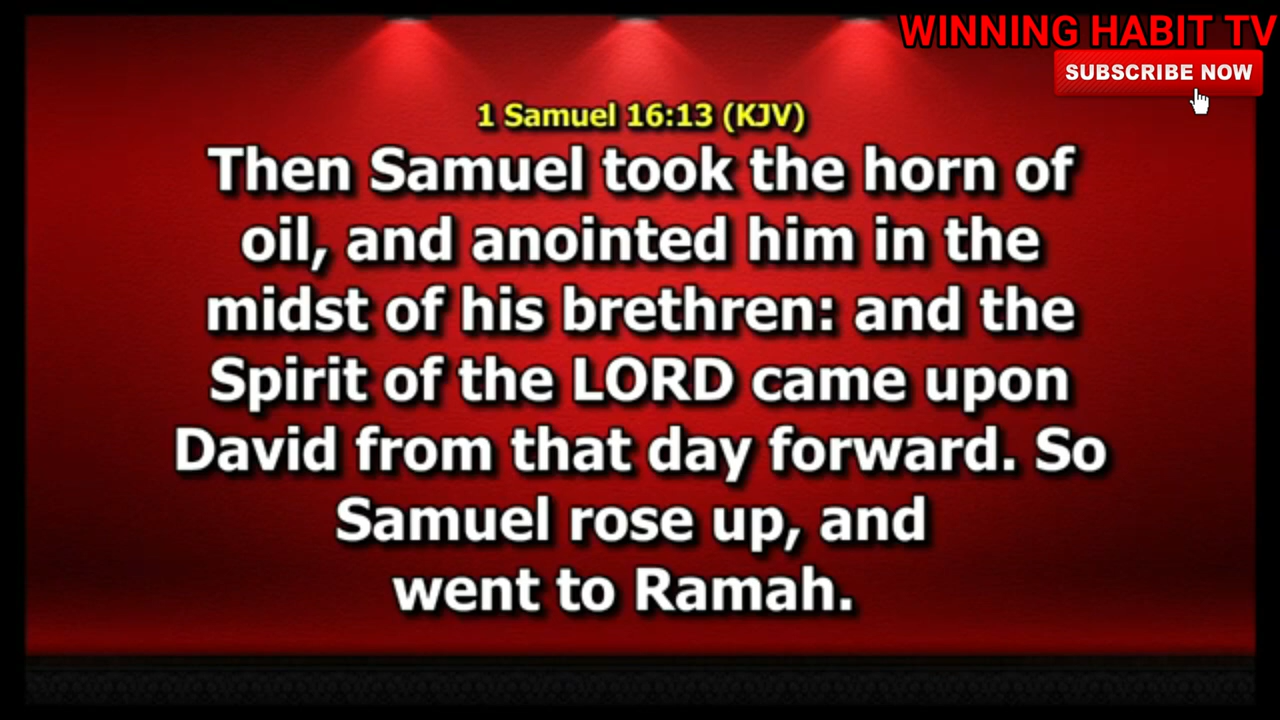 WINNING HABIT TV
SUBSCRIBE NOW
1 Samuel 16:13 (KJV)
Then Samuel took the horn of
oil, and anointed him in the
midst of his brethren: and the
Spirit of the LORD came upon
David from that day forward. So
Samuel rose up, and
went to Ramah.